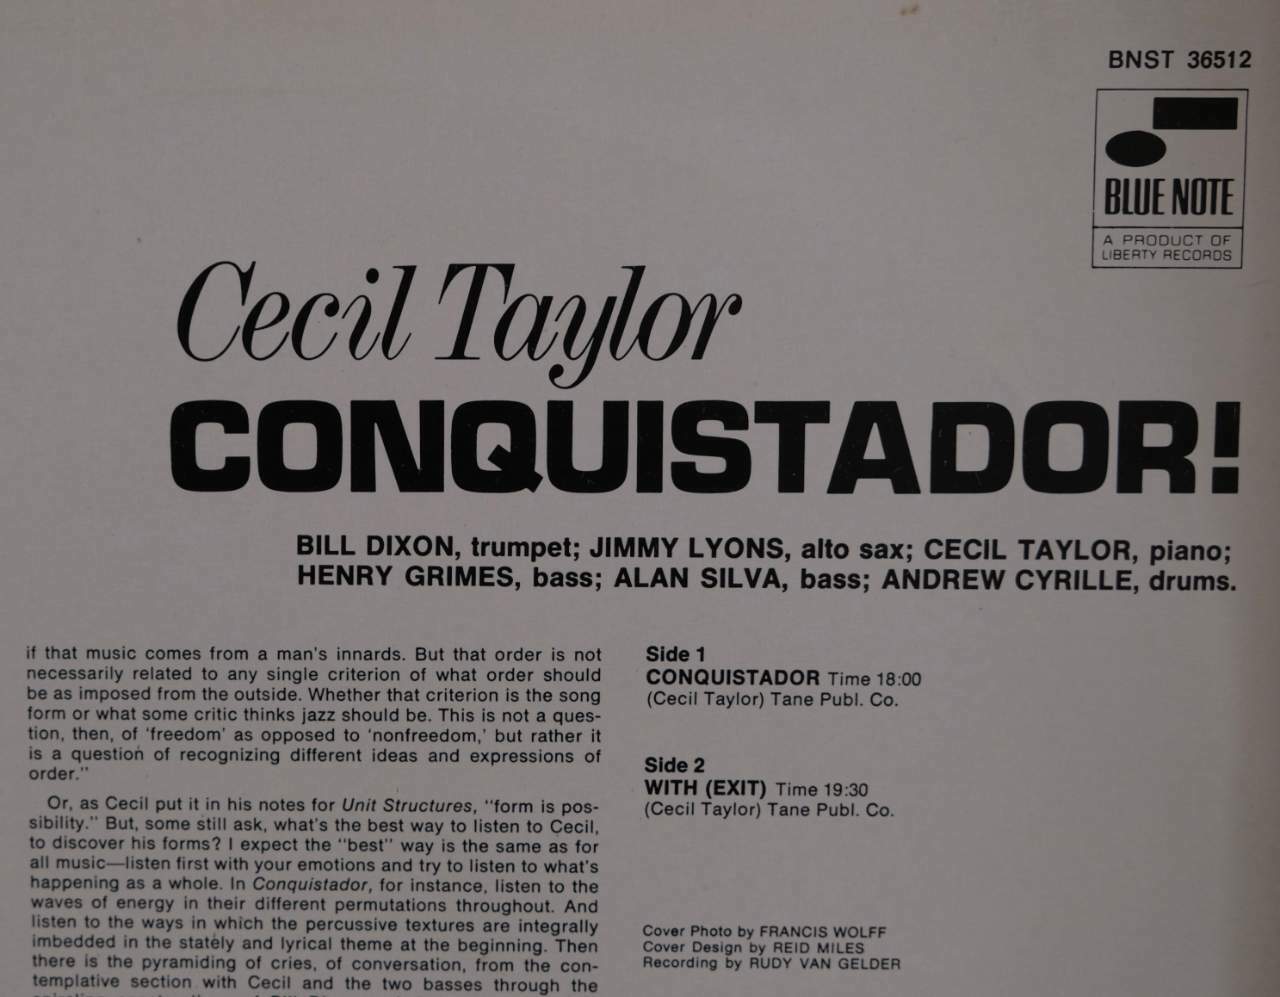 BNST 36512
BLUE NOTE
A PRODUCT OF
LIBERTY RECORDS
Cecil Taylor
CONQUISTADOR!
BILL DIXON, trumpet; JIMMY LYONS, alto sax; CECIL TAYLOR, piano;
HENRY GRIMES, bass; ALAN SILVA, bass; ANDREW CYRILLE, drums.
if that music comes from a man's innards. But that order is not
necessarily related to any single criterion of what order should
be as imposed from the outside. Whether that criterion is the song
form or what some critic thinks jazz should be. This is not a ques-
tion, then, of 'freedom' as opposed to 'nonfreedom,' but rather it
is a question of recognizing different ideas and expressions of
order."
Or, as Cecil put it in his notes for Unit Structures, "form is pos-
sibility." But, some still ask, what's the best way to listen to Cecil,
to discover his forms? I expect the "best" way is the same as for
all music—listen first with your emotions and try to listen to what's
happening as a whole. In Conquistador, for instance, listen to the
waves of energy in their different permutations throughout. And
listen to the ways in which the percussive textures are integrally
imbedded in the stately and lyrical theme at the beginning. Then
there is the pyramiding of cries, of conversation, from the con-
templative section with Cecil and the two basses through the
Side 1
CONQUISTADOR Time 18:00
(Cecil Taylor) Tane Publ. Co.
Side 2
WITH (EXIT) Time 19:30
(Cecil Taylor) Tane Publ. Co.
Cover Photo by FRANCIS WOLFF
Cover Design by REID MILES
Recording by RUDY VAN GELDER